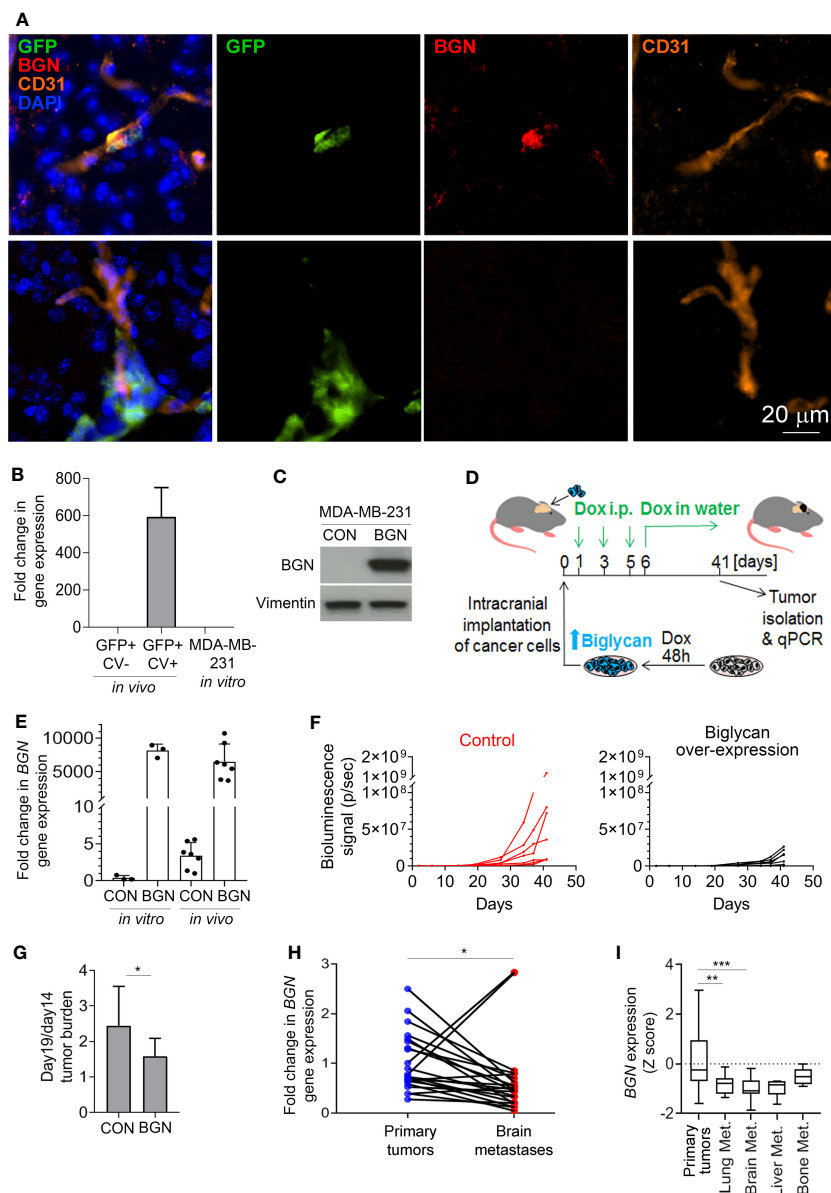 A
GFP
BGN
CD31
DAPI
GFP
BGN
CD31
20 μm
B
Fold change in
gene expression
800
600
400
200
0
GFP+
CV-
GFP+
CV+
MDA-MB-
231
in vivo
in vitro
C
MDA-MB-231
CON
BGN
BGN
Vimentin
D
Dox i.p.
Dox in water
0 1 3 5 6 41 [days]
Intracranial
implantation
of cancer cells
Biglycan
Dox
48h
Tumor
isolation
& qPCR
E
Fold change in BGN
gene expression
10000
5000
10
5
0
CON BGN CON BGN
in vitro
in vivo
F
Control
Bioluminescence
signal (p/sec)
2×10⁹
1×10⁹
1×10⁸
5×10⁷
0
0 10 20 30 40 50
Days
Biglycan
over-expression
2×10⁹
1×10⁹
1×10⁸
5×10⁷
0
0 10 20 30 40 50
Days
G
Day19/day14
tumor burden
4
3
2
1
0
*
CON BGN
H
Fold change in BGN
gene expression
3
2
1
0
*
Primary
tumors
Brain
metastases
I
BGN expression
(Z score)
4
2
0
-2
***
**
Primary
tumors
Lung Met.
Brain Met.
Liver Met.
Bone Met.